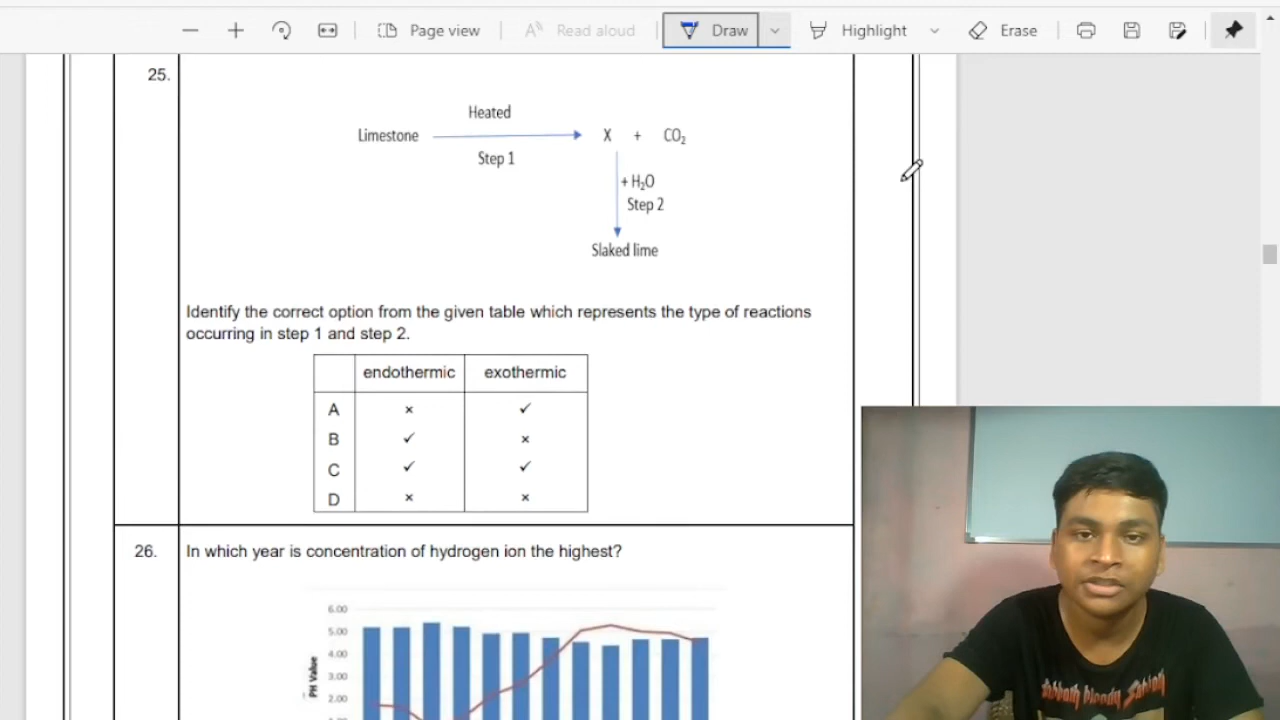 Page view
Read aloud
Draw
Highlight
Erase
25.
Heated
Limestone
X + CO₂
Step 1
+ H₂O
Step 2
Slaked lime
Identify the correct option from the given table which represents the type of reactions
occurring in step 1 and step 2.
endothermic exothermic
A × ✓
B ✓ ×
C ✓ ✓
D × ×
26. In which year is concentration of hydrogen ion the highest?
6.00
5.00
4.00
3.00
2.00
PH Value